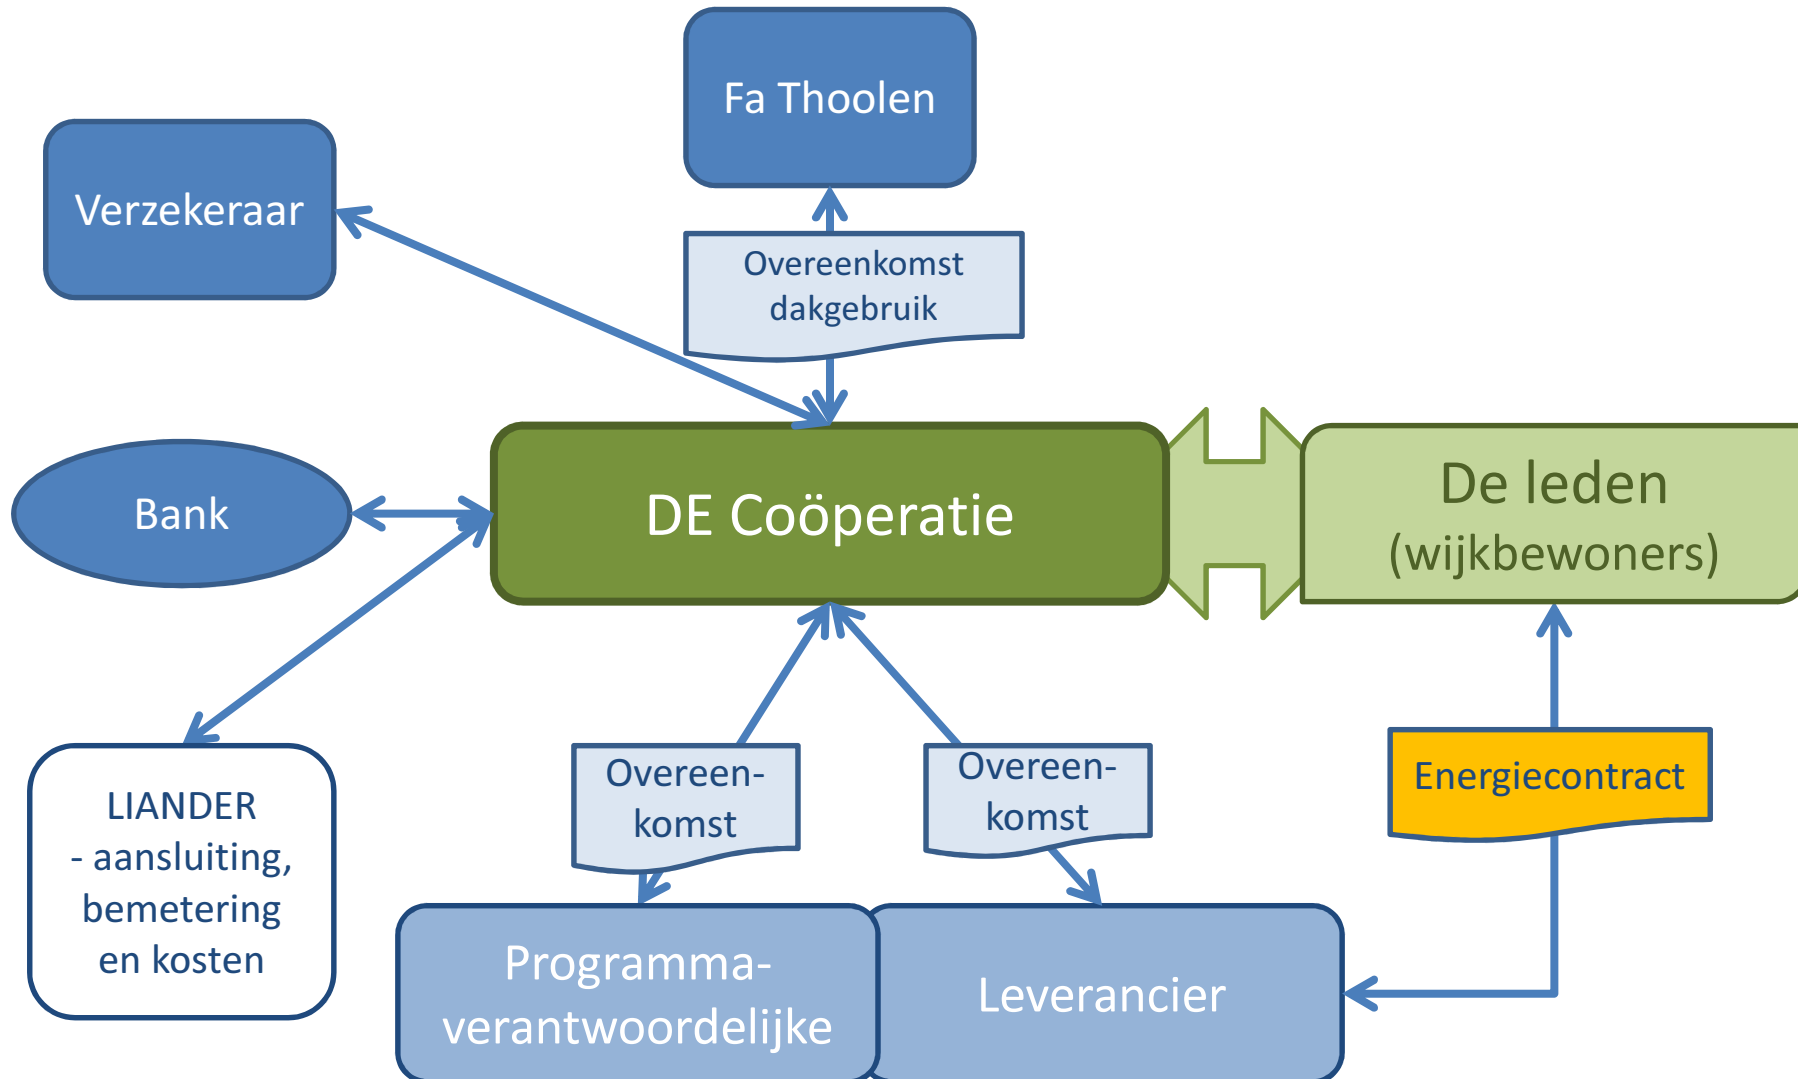 Fa Thoolen
Verzekeraar
Overeenkomst
dakgebruik
Bank
DE Coöperatie
De leden
(wijkbewoners)
LIANDER
- aansluiting,
bemetering
en kosten
Overeen-
komst
Overeen-
komst
Energiecontract
Programma-
verantwoordelijke
Leverancier